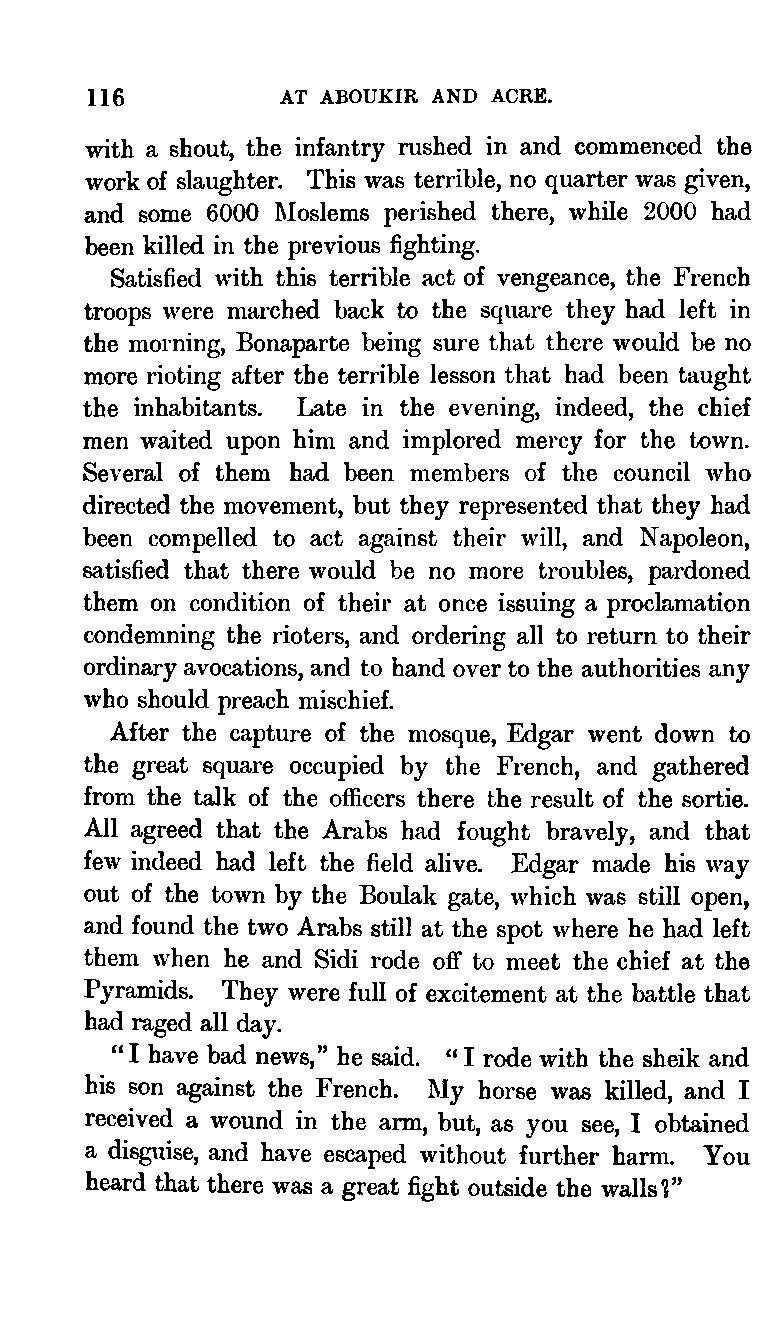 116 AT ABOUKIR AND ACRE.
with a shout, the infantry rushed in and commenced the
work of slaughter. This was terrible, no quarter was given,
and some 6000 Moslems perished there, while 2000 had
been killed in the previous fighting.
Satisfied with this terrible act of vengeance, the French
troops were marched back to the square they had left in
the morning, Bonaparte being sure that there would be no
more rioting after the terrible lesson that had been taught
the inhabitants. Late in the evening, indeed, the chief
men waited upon him and implored mercy for the town.
Several of them had been members of the council who
directed the movement, but they represented that they had
been compelled to act against their will, and Napoleon,
satisfied that there would be no more troubles, pardoned
them on condition of their at once issuing a proclamation
condemning the rioters, and ordering all to return to their
ordinary avocations, and to hand over to the authorities any
who should preach mischief.
After the capture of the mosque, Edgar went down to
the great square occupied by the French, and gathered
from the talk of the officers there the result of the sortie.
All agreed that the Arabs had fought bravely, and that
few indeed had left the field alive. Edgar made his way
out of the town by the Boulak gate, which was still open,
and found the two Arabs still at the spot where he had left
them when he and Sidi rode off to meet the chief at the
Pyramids. They were full of excitement at the battle that
had raged all day.
"I have bad news," he said. "I rode with the sheik and
his son against the French. My horse was killed, and I
received a wound in the arm, but, as you see, I obtained
a disguise, and have escaped without further harm. You
heard that there was a great fight outside the walls?"